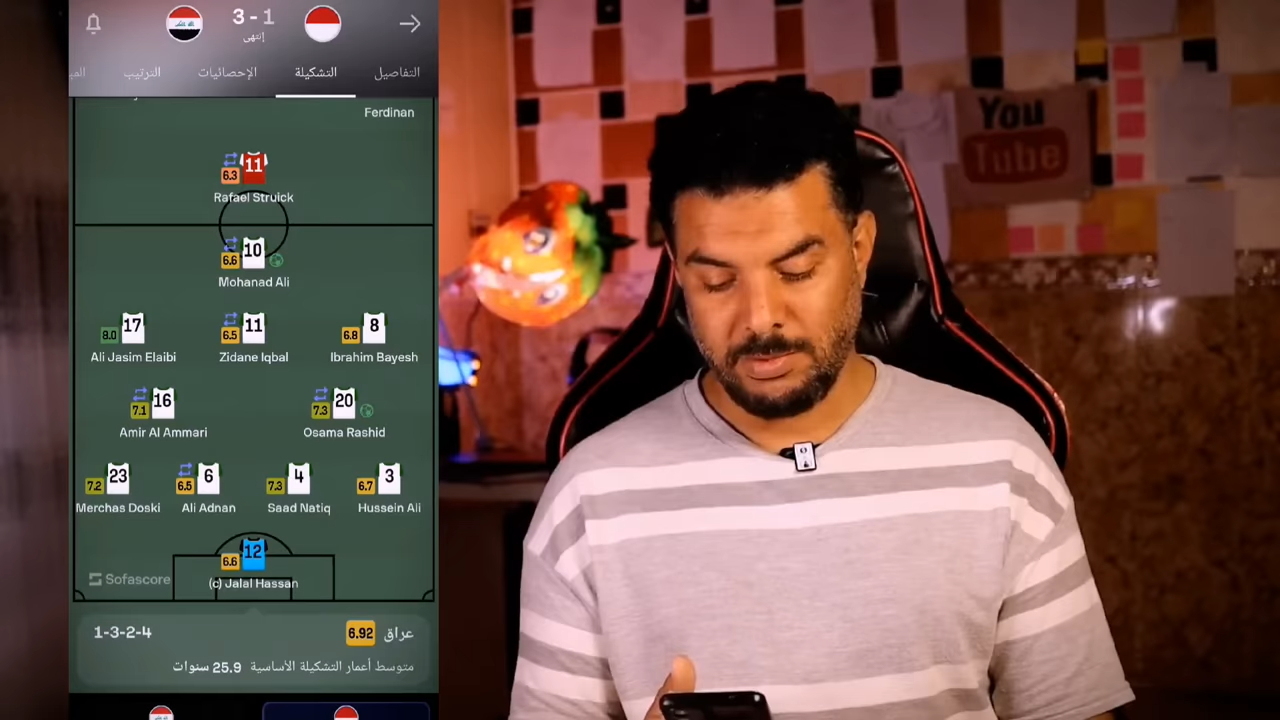 3 - 1
إنتهى
التفاصيل
التشكيلة
الإحصائيات
الترتيب
المبا
Ferdinan
11
6.3
Rafael Struick
10
6.6
Mohanad Ali
17
8.0
Ali Jasim Elaibi
11
6.5
Zidane Iqbal
8
6.8
Ibrahim Bayesh
16
7.1
Amir Al Ammari
20
7.3
Osama Rashid
23
7.2
Merchas Doski
6
6.5
Ali Adnan
4
7.3
Saad Natiq
3
6.7
Hussein Ali
12
6.6
(c) Jalal Hassan
Sofascore
عراق 6.92
1-3-2-4
متوسط أعمار التشكيلة الأساسية 25.9 سنوات
You
Tube